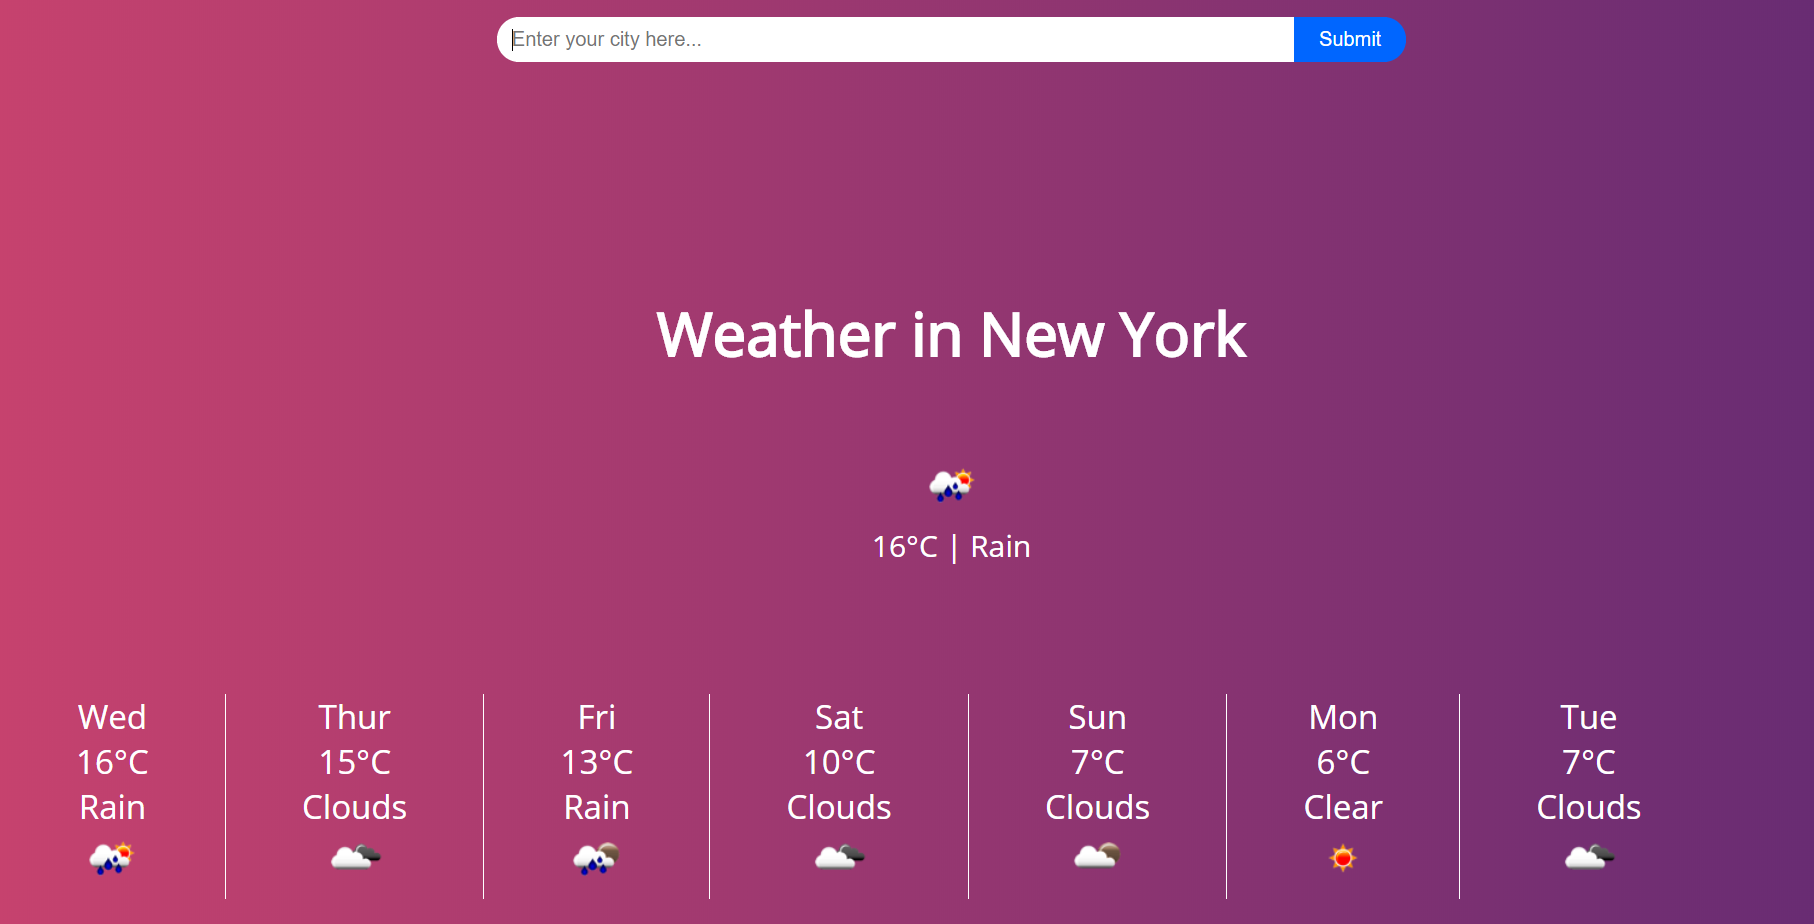 Enter your city here...
Submit
Weather in New York
16°C | Rain
Wed
16°C
Rain
Thur
15°C
Clouds
Fri
13°C
Rain
Sat
10°C
Clouds
Sun
7°C
Clouds
Mon
6°C
Clear
Tue
7°C
Clouds